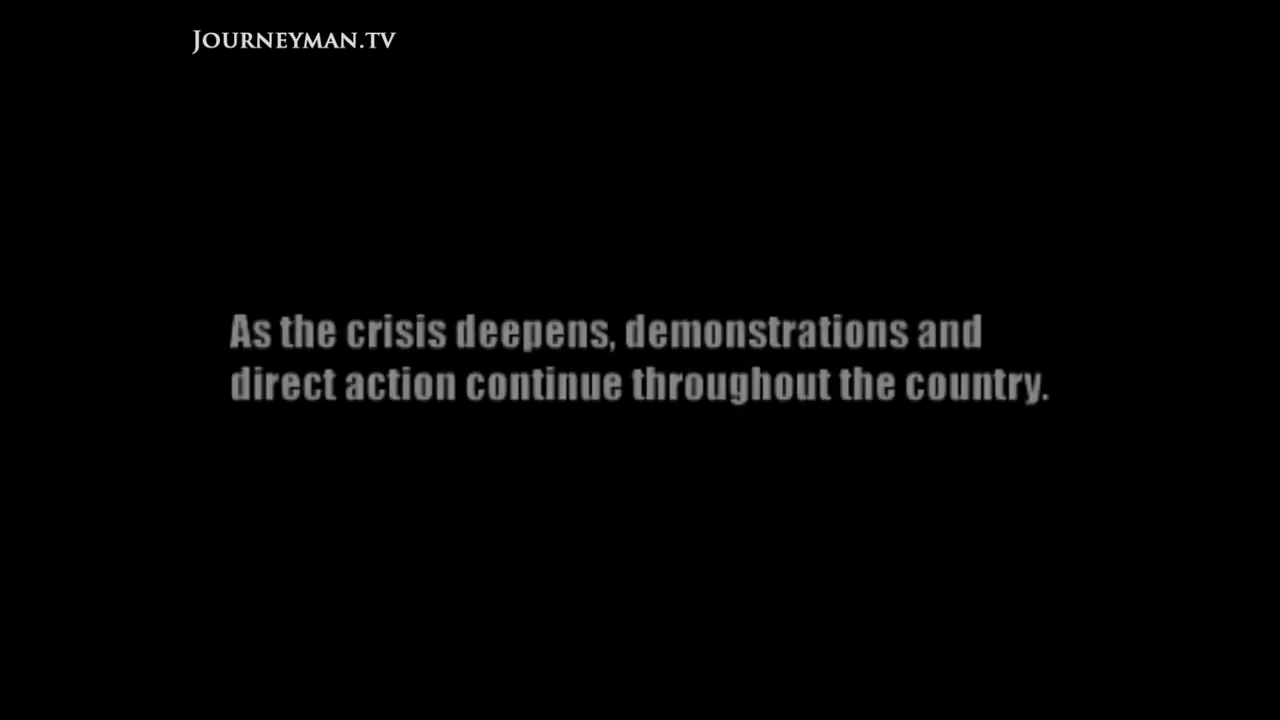 JOURNEYMAN.TV
As the crisis deepens, demonstrations and
direct action continue throughout the country.